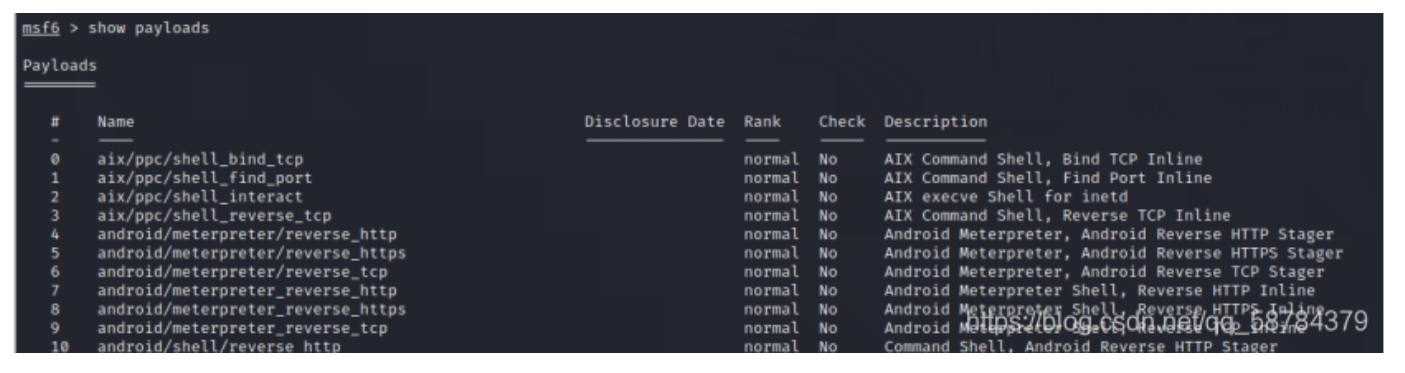 msf6 > show payloads
Payloads
# Name Disclosure Date Rank Check Description
0 aix/ppc/shell_bind_tcp normal No AIX Command Shell, Bind TCP Inline
1 aix/ppc/shell_find_port normal No AIX Command Shell, Find Port Inline
2 aix/ppc/shell_interact normal No AIX execve Shell for inetd
3 aix/ppc/shell_reverse_tcp normal No AIX Command Shell, Reverse TCP Inline
4 android/meterpreter/reverse_http normal No Android Meterpreter, Android Reverse HTTP Stager
5 android/meterpreter/reverse_https normal No Android Meterpreter, Android Reverse HTTPS Stager
6 android/meterpreter/reverse_tcp normal No Android Meterpreter, Android Reverse TCP Stager
7 android/meterpreter_reverse_http normal No Android Meterpreter Shell, Reverse HTTP Inline
8 android/meterpreter_reverse_https normal No Android Meterpreter Shell, Reverse HTTPS Inline
9 android/meterpreter_reverse_tcp normal No Android Meterpreter Shell, Reverse TCP Inline
https://blog.csdn.net/qq_58784379
10 android/shell/reverse_http normal No Command Shell, Android Reverse HTTP Stager